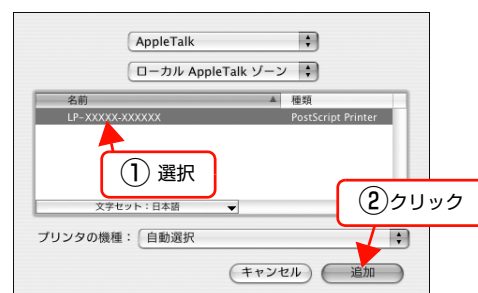 AppleTalk
ローカル AppleTalk ゾーン
名前 種類
LP-XXXXX-XXXXXX PostScript Printer
① 選択
文字セット：日本語
②クリック
プリンタの機種： 自動選択
キャンセル 追加